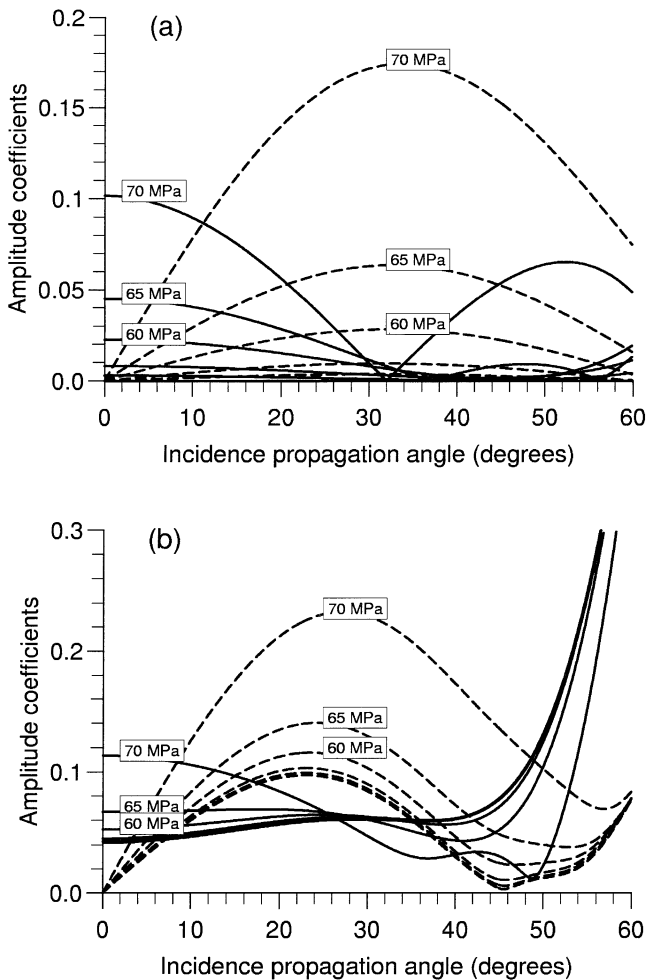 (a)
0.2
0.15
0.1
0.05
0.0
Amplitude coefficients
70 MPa
70 MPa
65 MPa
65 MPa
60 MPa
60 MPa
0 10 20 30 40 50 60
Incidence propagation angle (degrees)
(b)
0.3
0.2
0.1
0.0
Amplitude coefficients
70 MPa
65 MPa
60 MPa
70 MPa
65 MPa
60 MPa
0 10 20 30 40 50 60
Incidence propagation angle (degrees)